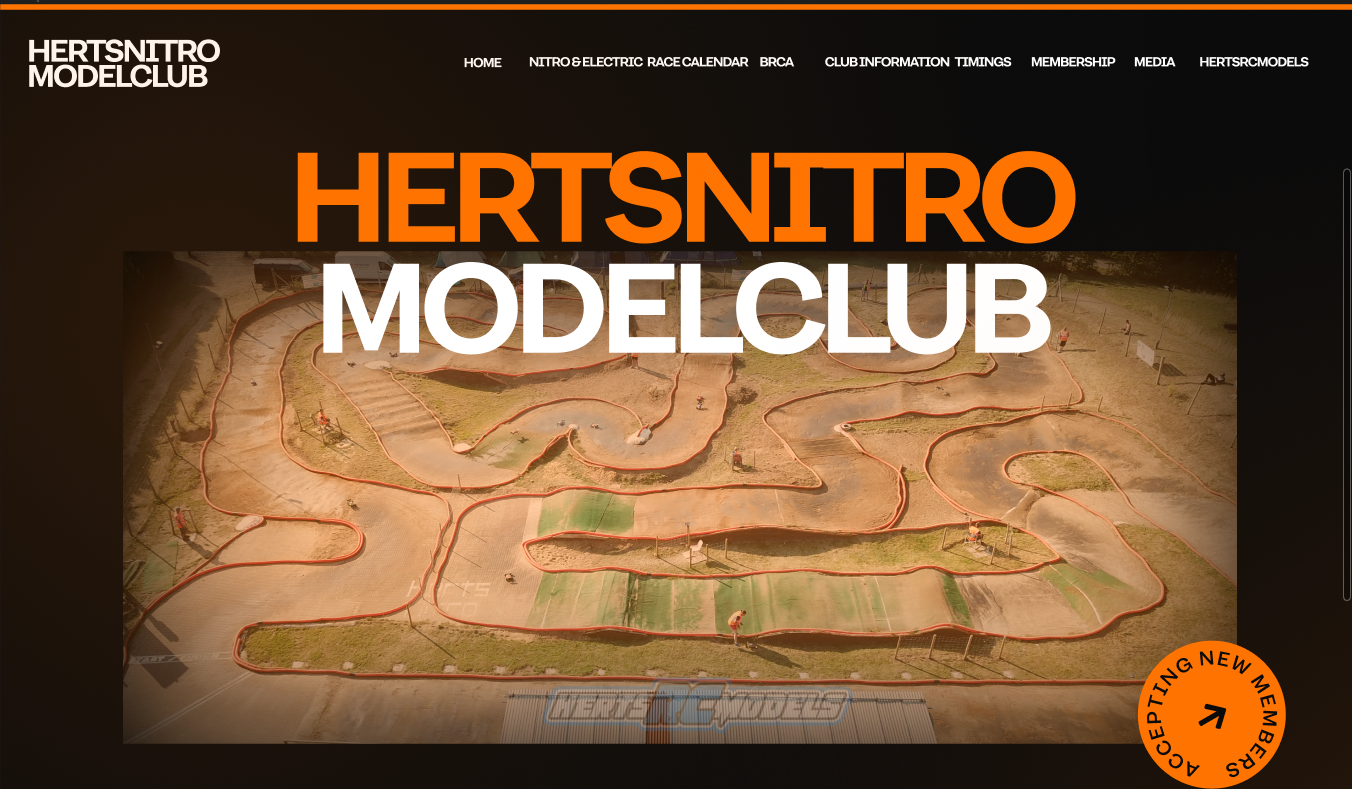 HERTSNITRO
MODELCLUB
HOME NITRO & ELECTRIC RACE CALENDAR BRCA CLUB INFORMATION TIMINGS MEMBERSHIP MEDIA HERTSRCMODELS
HERTSNITRO
MODELCLUB
HERTS
HERTS RC MODELS
ACCEPTING NEW MEMBERS